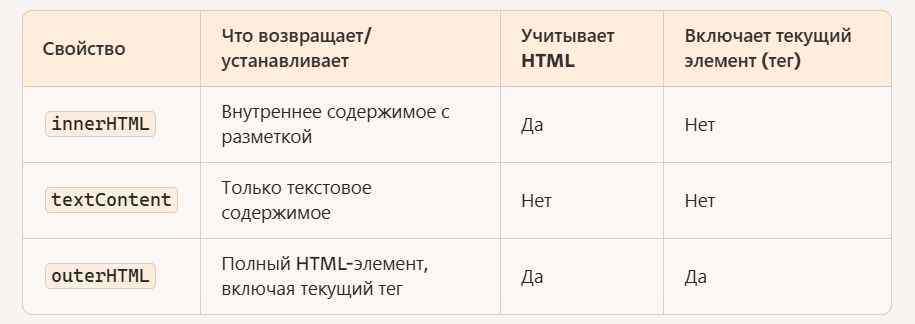 Свойство
Что возвращает/
устанавливает
Учитывает
HTML
Включает текущий
элемент (тег)
innerHTML
Внутреннее содержимое с
разметкой
Да
Нет
textContent
Только текстовое
содержимое
Нет
Нет
outerHTML
Полный HTML-элемент,
включая текущий тег
Да
Да